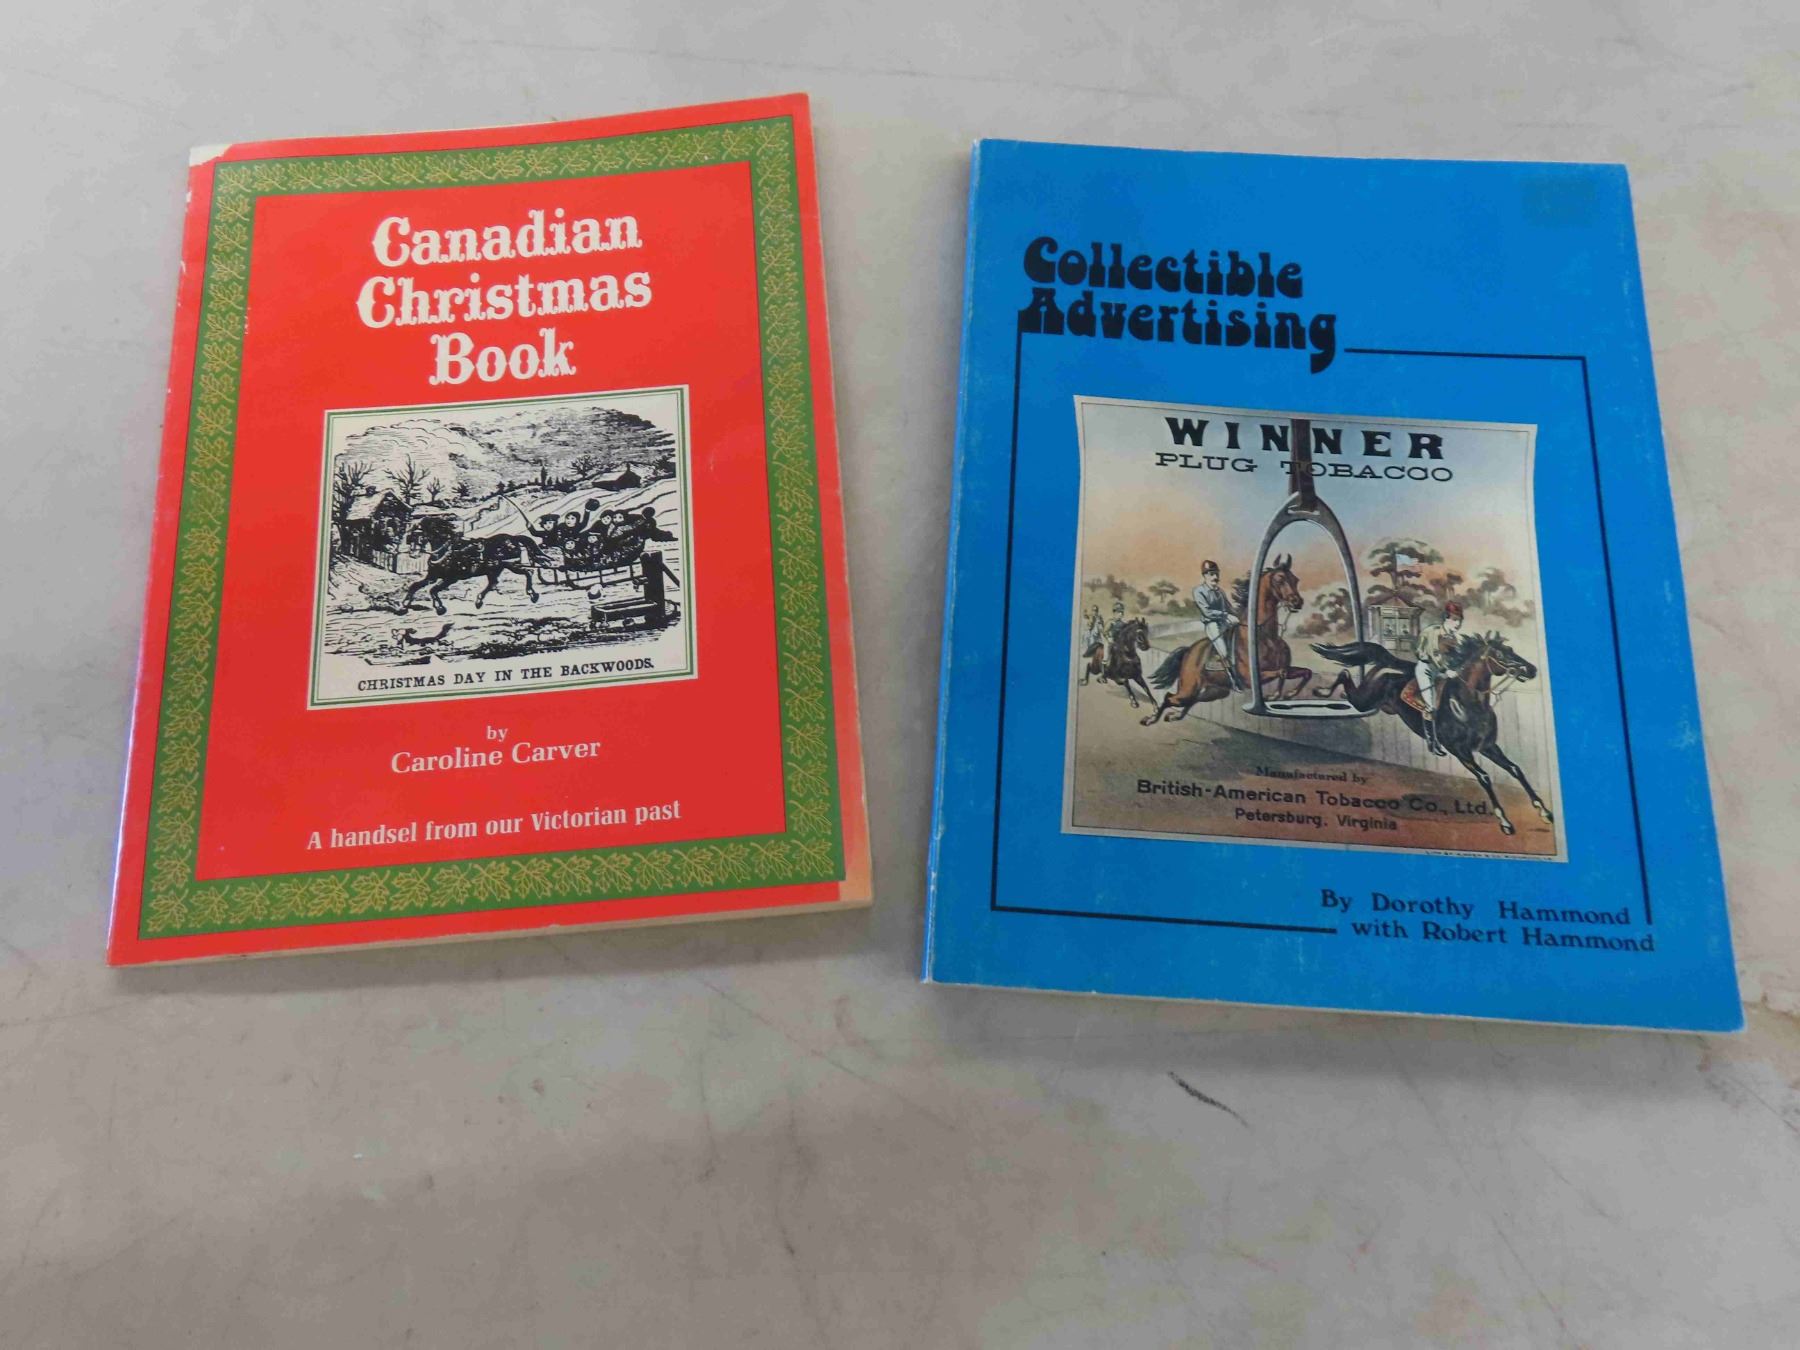 Canadian
Christmas
Book
CHRISTMAS DAY IN THE BACKWOODS.
by
Caroline Carver
A handsel from our Victorian past
Collectible
Advertising
WINNER
PLUG TOBACCO
Manufactured by
British-American Tobacco Co., Ltd.
Petersburg, Virginia
By Dorothy Hammond
with Robert Hammond